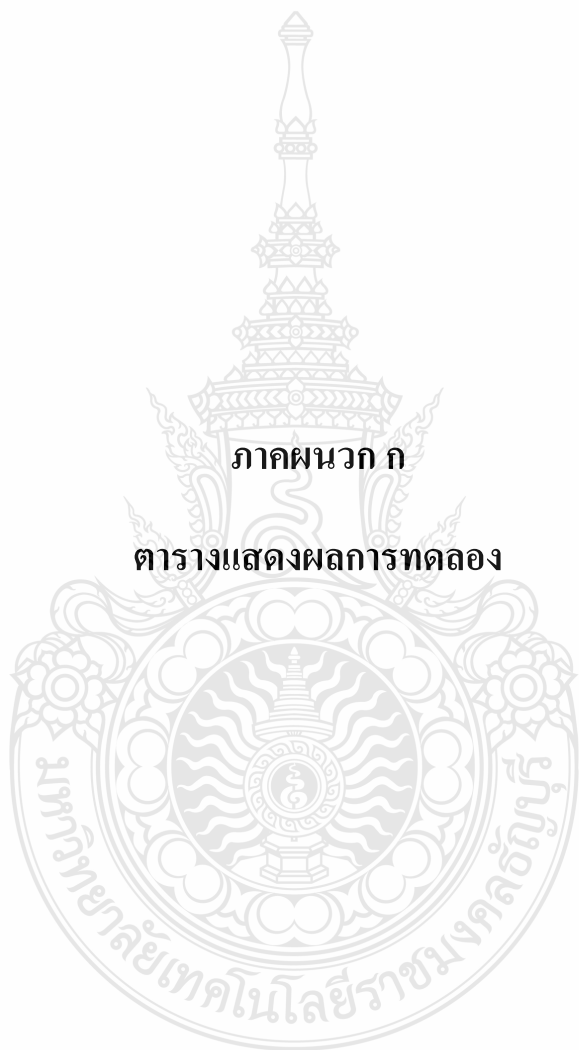 ภาคผนวก ก
ตารางแสดงผลการทดลอง
มหาวิทยาลัยเทคโนโลยีราชมงคลธัญบุรี